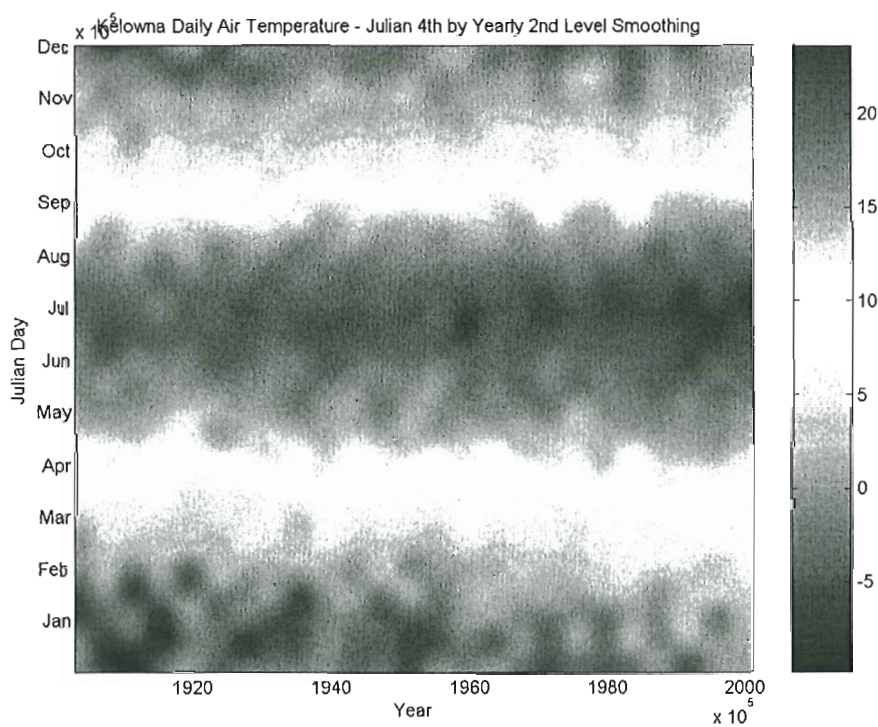 x 10^5
Kelowna Daily Air Temperature - Julian 4th by Yearly 2nd Level Smoothing
Dec
Nov
Oct
Sep
Aug
Jul
Jun
May
Apr
Mar
Feb
Jan
Julian Day
20
15
10
5
0
-5
1920
1940
1960
1980
2000
x 10^5
Year